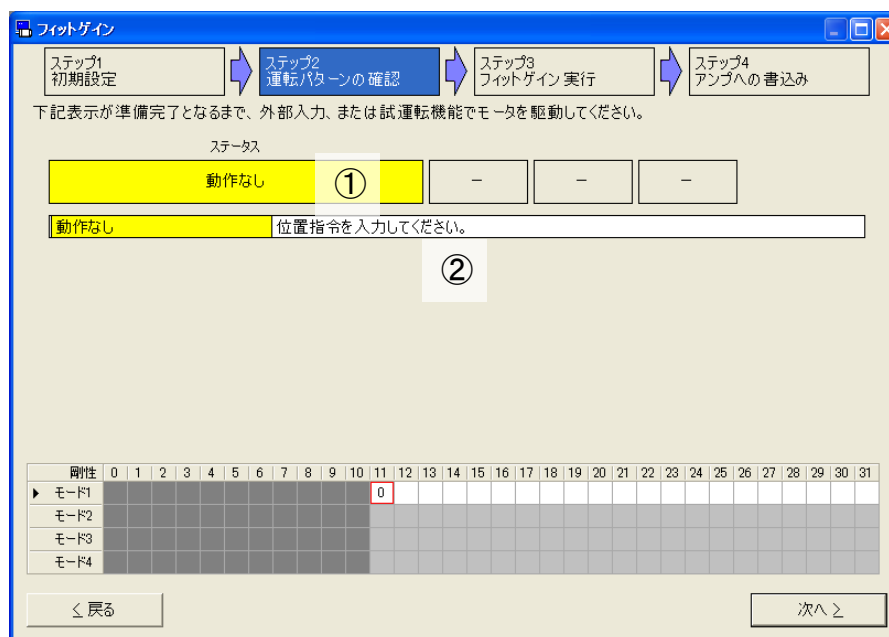 フィットゲイン
ステップ1
初期設定
ステップ2
運転パターンの確認
ステップ3
フィットゲイン実行
ステップ4
アンプへの書込み
下記表示が準備完了となるまで、外部入力、または試運転機能でモータを駆動してください。
ステータス
動作なし ① － － －
動作なし 位置指令を入力してください。
②
剛性 0 1 2 3 4 5 6 7 8 9 10 11 12 13 14 15 16 17 18 19 20 21 22 23 24 25 26 27 28 29 30 31
モード1 0
モード2
モード3
モード4
< 戻る 次へ >